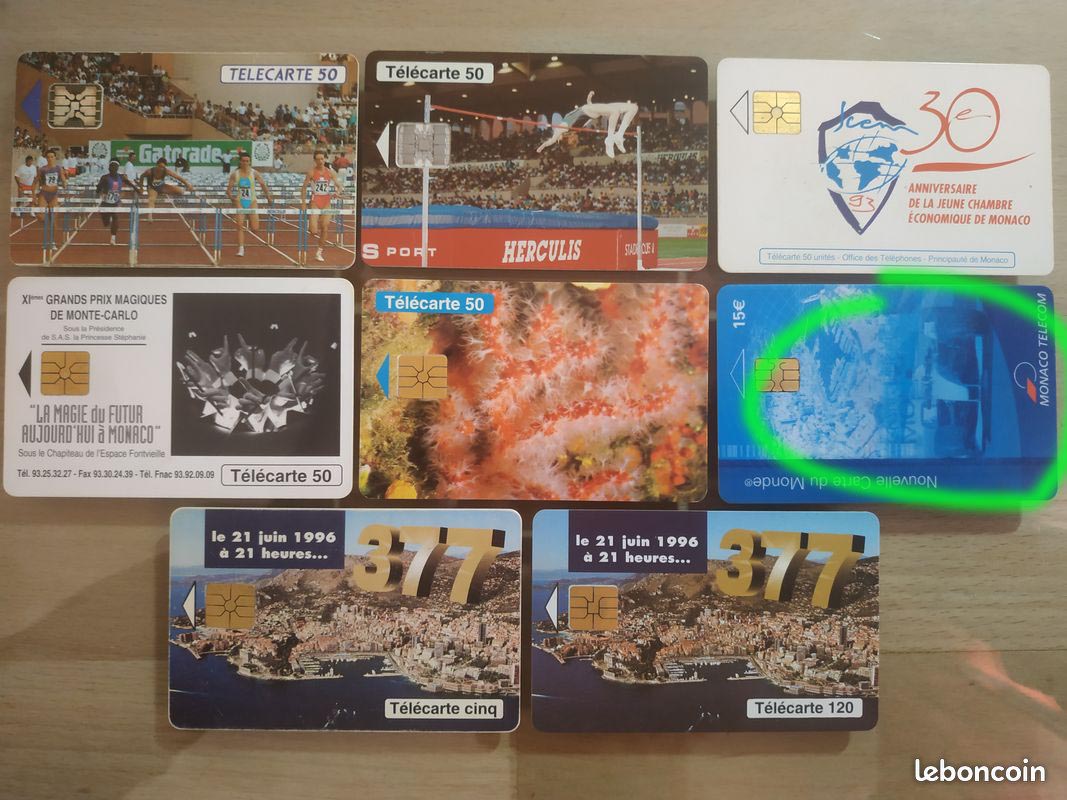 TELECARTE 50
Gatorade
29
24
242
Télécarte 50
HERCULIS
SPORT
HERCULIS
30e
93
ANNIVERSAIRE
DE LA JEUNE CHAMBRE
ÉCONOMIQUE DE MONACO
Télécarte 50 unités - Office des Téléphones - Principauté de Monaco
XIèmes GRANDS PRIX MAGIQUES
DE MONTE-CARLO
Sous la Présidence
de S.A.S. la Princesse Stéphanie
"LA MAGIE du FUTUR
AUJOURD'HUI à MONACO"
Sous le Chapiteau de l'Espace Fontvieille
Tél. 93.25.32.27 - Fax 93.30.24.39 - Tél. Fnac 93.92.09.09
Télécarte 50
Télécarte 50
15€
MONACO TELECOM
Nouvelle Carte du Monde®
le 21 juin 1996
à 21 heures...
377
Télécarte cinq
le 21 juin 1996
à 21 heures...
377
Télécarte 120
leboncoin